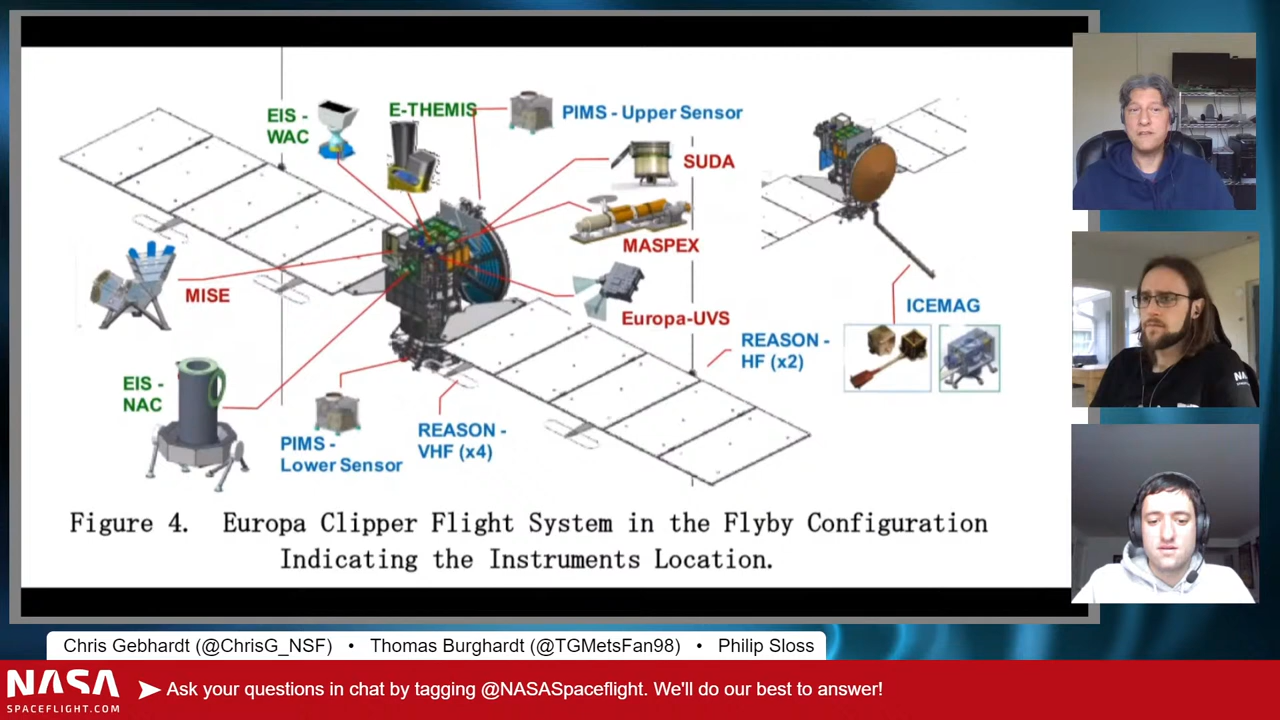 EIS -
WAC
E-THEMIS
PIMS - Upper Sensor
SUDA
MASPEX
MISE
Europa-UVS
ICEMAG
REASON -
HF (x2)
EIS -
NAC
PIMS -
Lower Sensor
REASON -
VHF (x4)
Figure 4. Europa Clipper Flight System in the Flyby Configuration
Indicating the Instruments Location.
Chris Gebhardt (@ChrisG_NSF) • Thomas Burghardt (@TGMetsFan98) • Philip Sloss
NASA
SPACEFLIGHT.COM
Ask your questions in chat by tagging @NASASpaceflight. We'll do our best to answer!